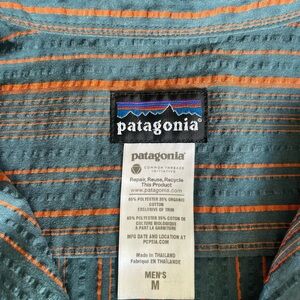 patagonia
patagonia
COMMON THREADS
INITIATIVE
Repair, Reuse, Recycle
This Product
www.patagonia.com/recycle
65% POLYESTER 35% ORGANIC
COTTON
EXCLUSIVE OF TRIM
65% POLYESTER 35% COTON DE
CULTURE BIOLOGIQUE
À PART LA GARNITURE
MFG DATE AND LOCATION AT
PCPSIA.COM
Made in THAILAND
Fabriqué en THAÏLANDE
MEN'S
M